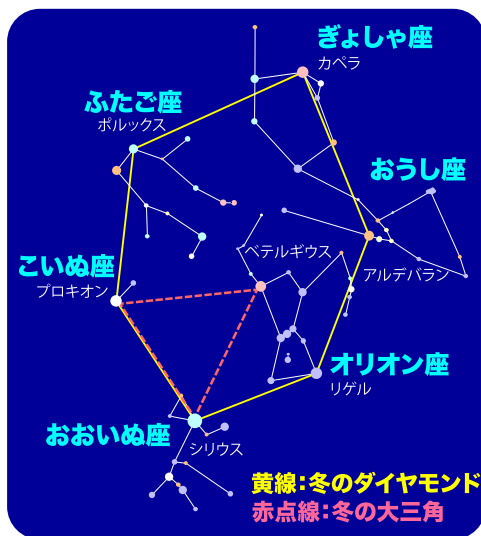 ぎょしゃ座
カペラ
ふたご座
ポルックス
おうし座
ベテルギウス
アルデバラン
こいぬ座
プロキオン
オリオン座
リゲル
おおいぬ座
シリウス
黄線：冬のダイヤモンド
赤点線：冬の大三角